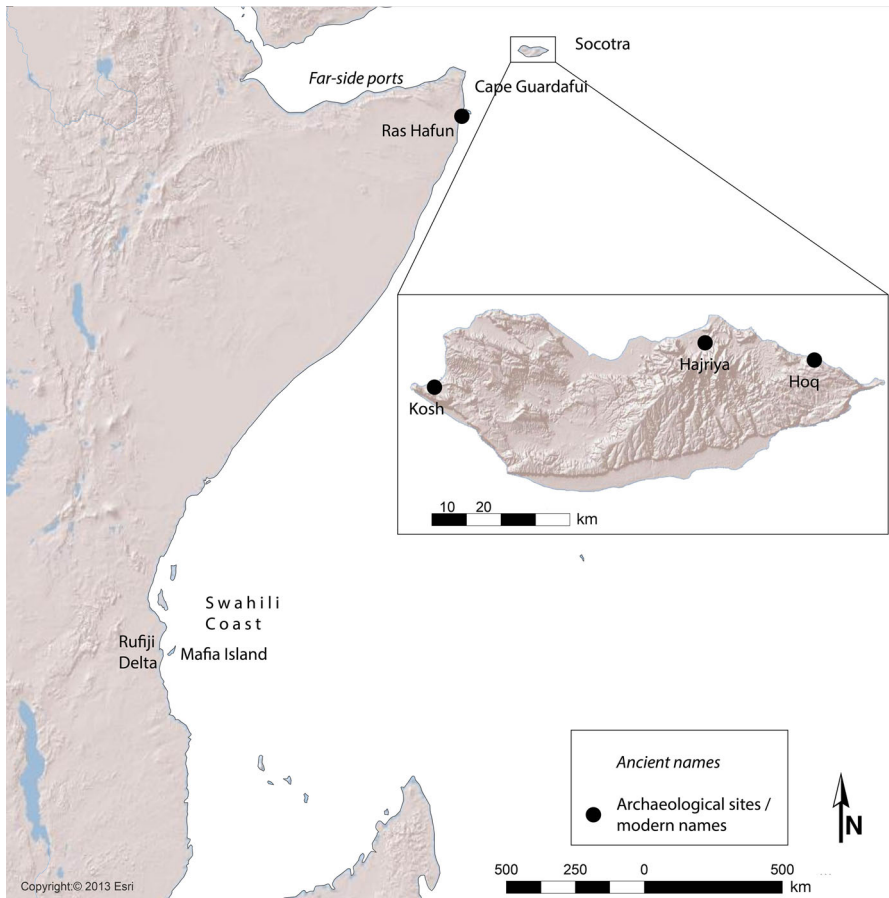 Socotra
Far-side ports
Cape Guardafui
Ras Hafun
Hajriya
Hoq
Kosh
10 20
km
Swahili
Coast
Rufiji
Delta
Mafia Island
Ancient names
Archaeological sites /
modern names
N
500 250 0 500
km
Copyright:© 2013 Esri